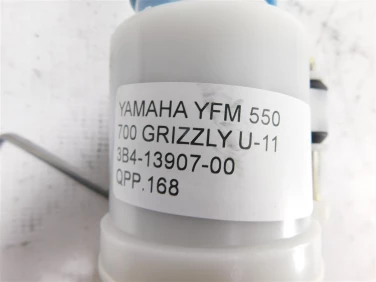 YAMAHA YFM 550
700 GRIZZLY U-11
3B4-13907-00
QPP.168